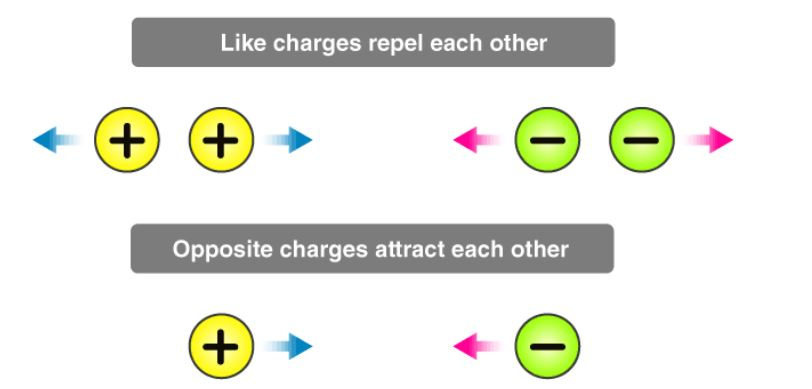 Like charges repel each other
+ + − −
Opposite charges attract each other
+ −